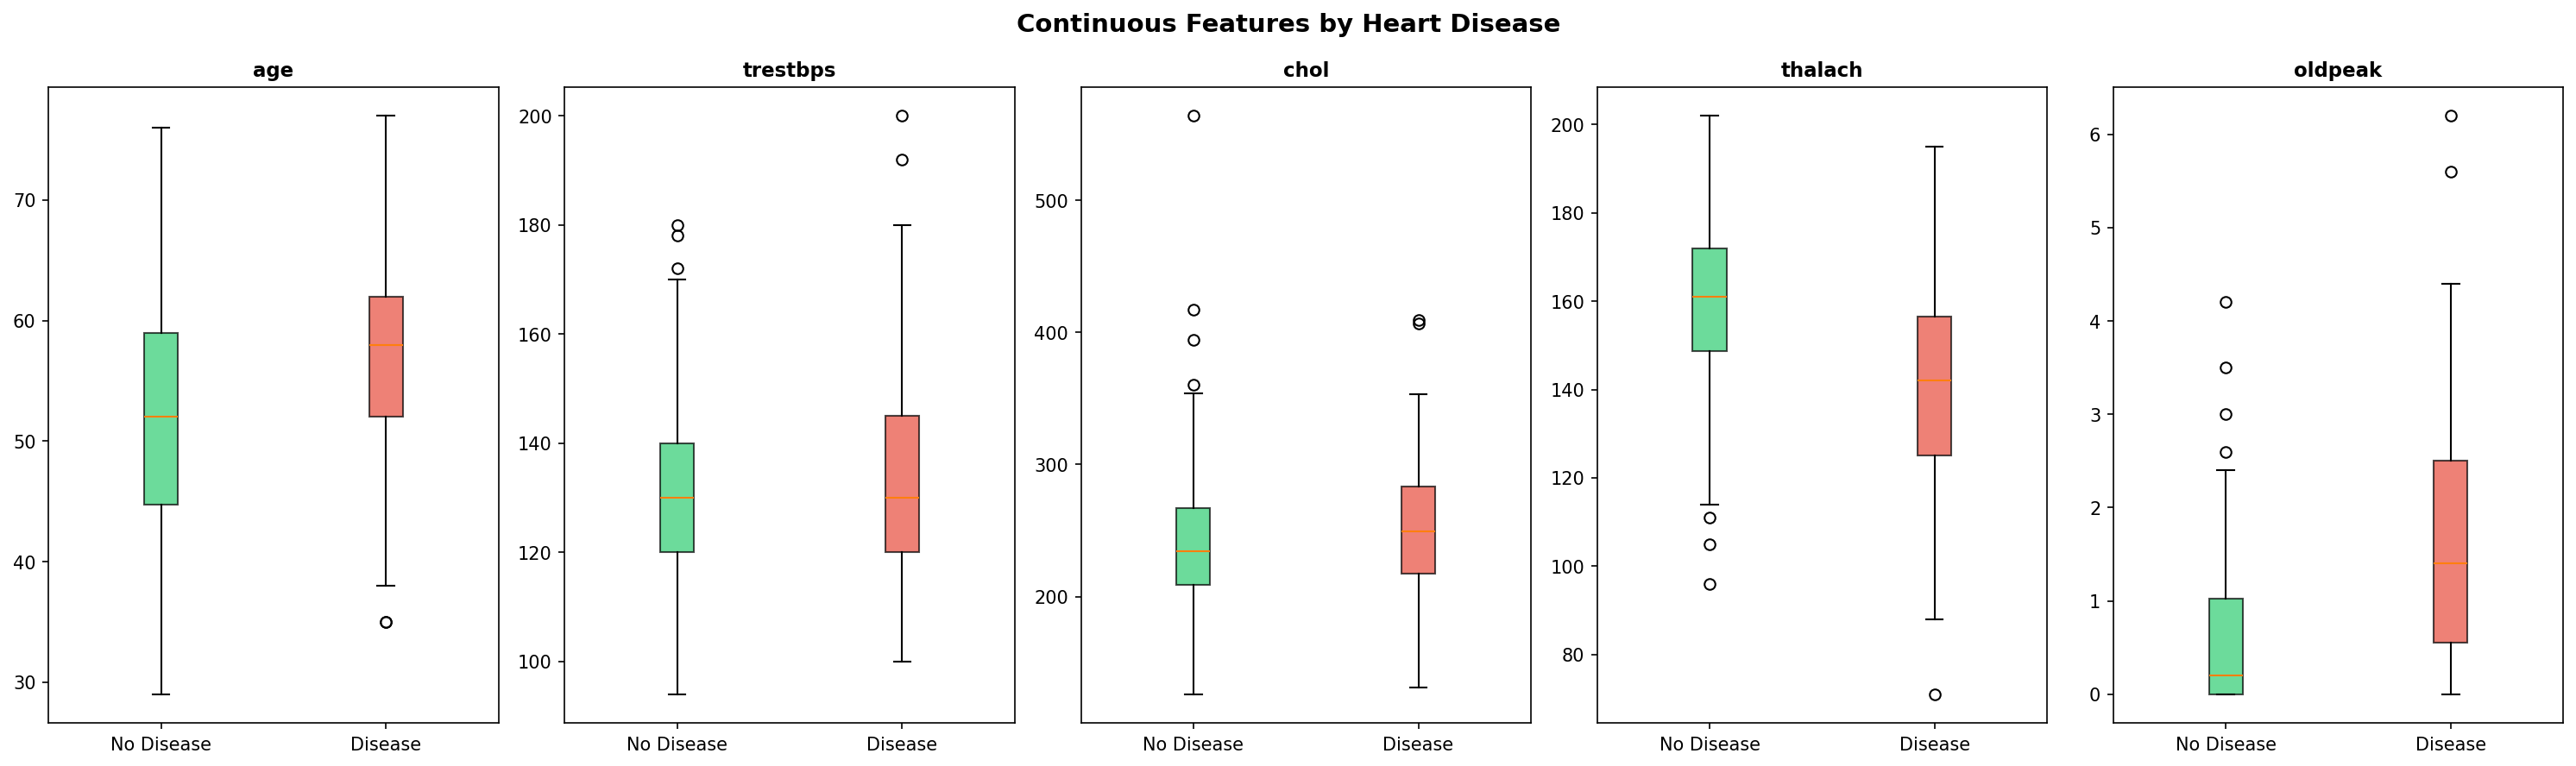 Continuous Features by Heart Disease
age
70
60
50
40
30
No Disease Disease
trestbps
200
180
160
140
120
100
No Disease Disease
chol
500
400
300
200
No Disease Disease
thalach
200
180
160
140
120
100
80
No Disease Disease
oldpeak
6
5
4
3
2
1
0
No Disease Disease